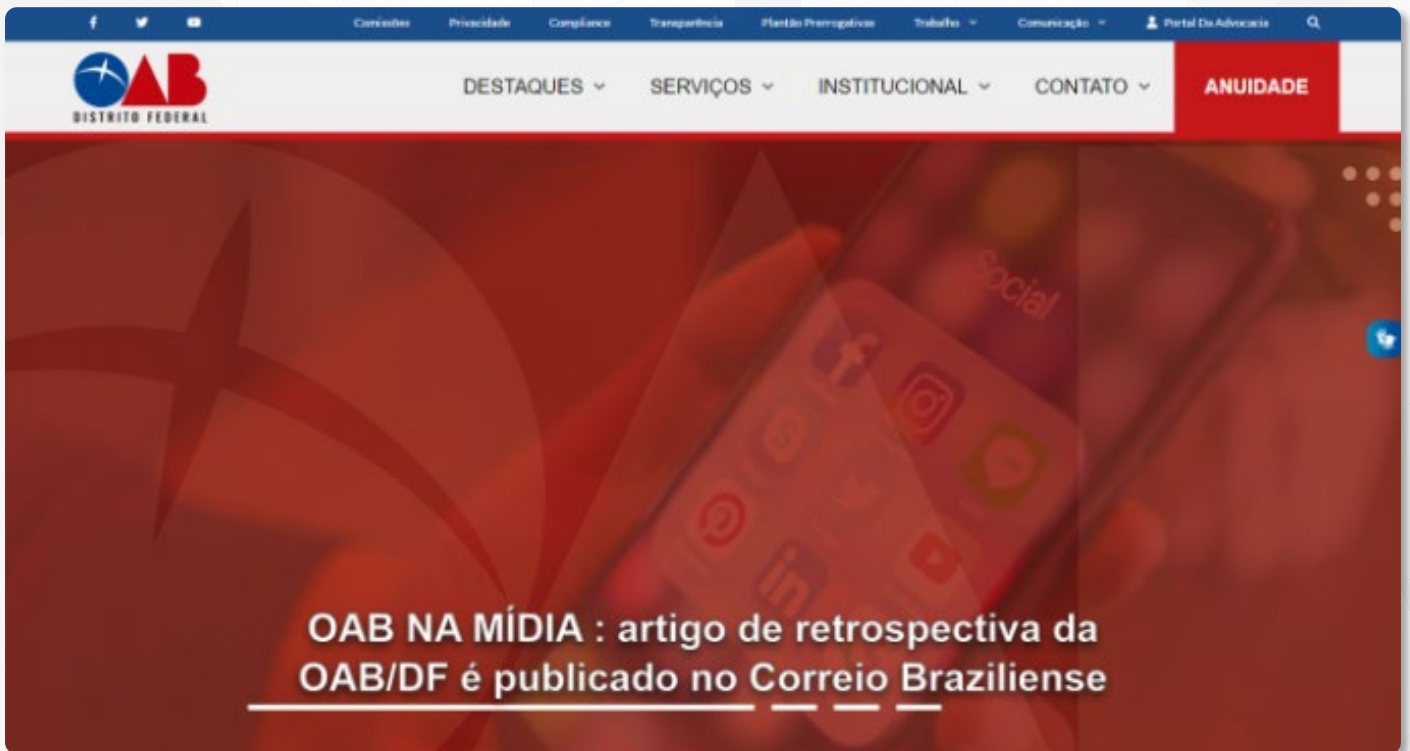 Comissões Privacidade Compliance Transparência Plantão Prerrogativas Trabalho Comunicação Portal Da Advocacia
OAB
DISTRITO FEDERAL
DESTAQUES SERVIÇOS INSTITUCIONAL CONTATO ANUIDADE
Social
OAB NA MÍDIA : artigo de retrospectiva da
OAB/DF é publicado no Correio Braziliense